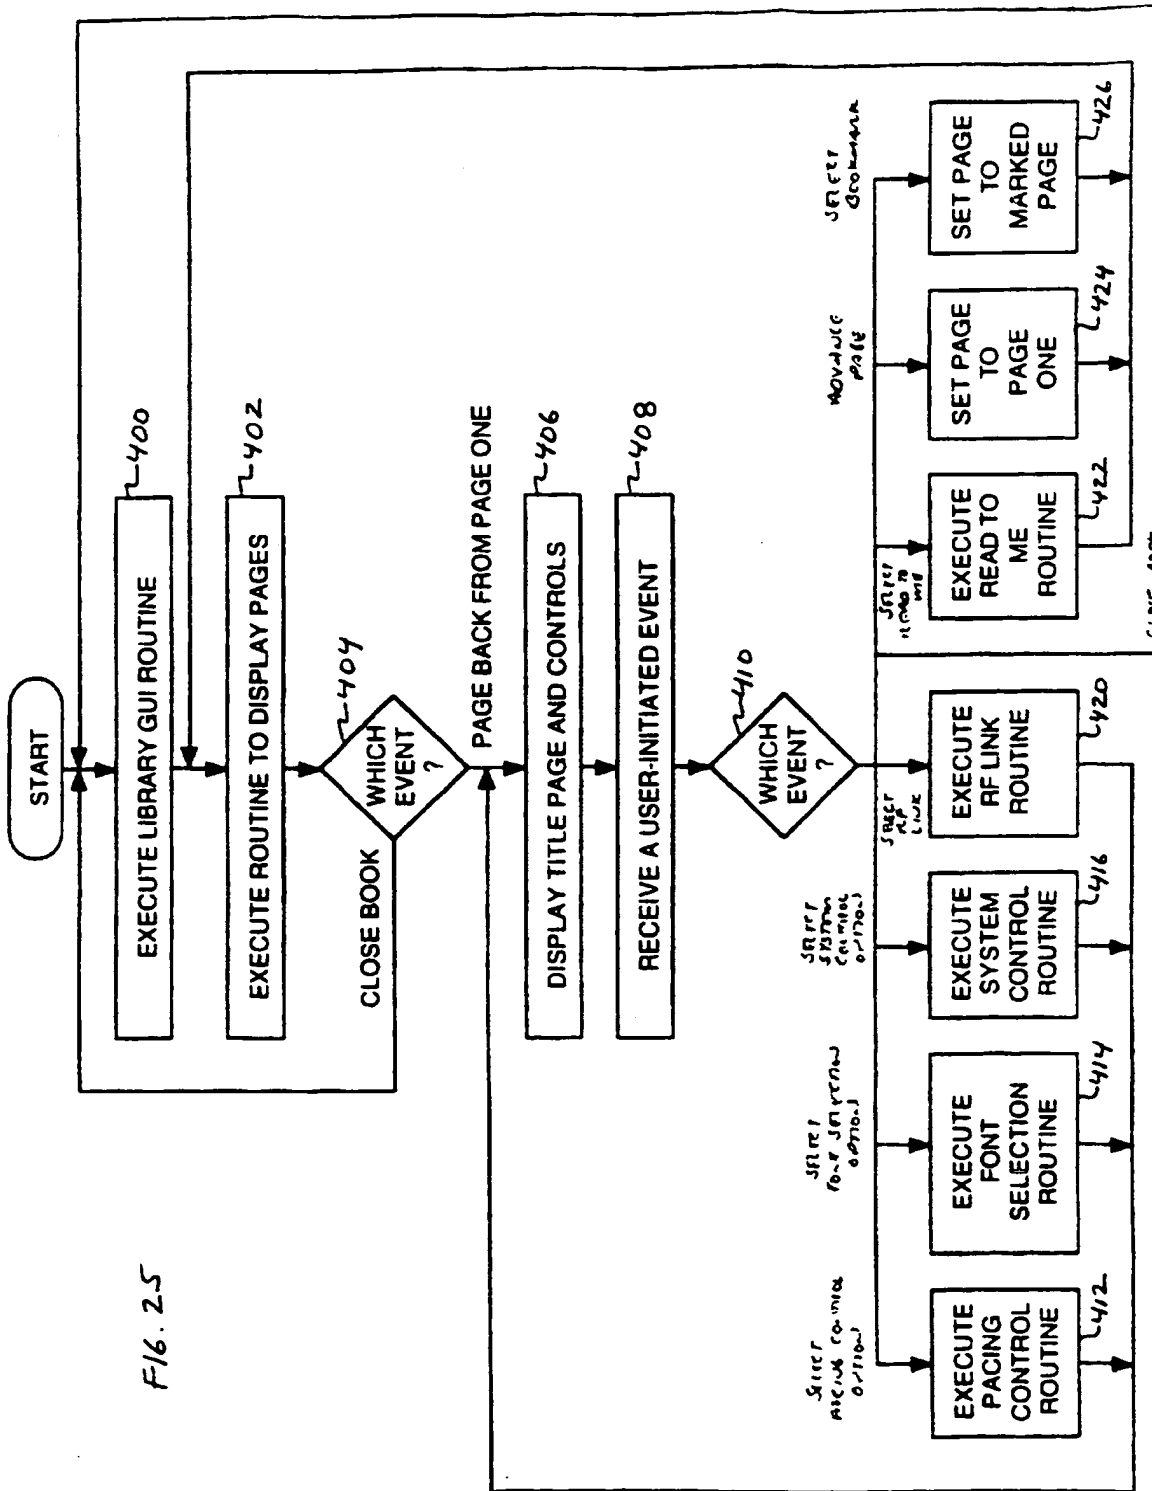 START
EXECUTE LIBRARY GUI ROUTINE
400
EXECUTE ROUTINE TO DISPLAY PAGES
402
WHICH
EVENT
?
404
CLOSE BOOK
PAGE BACK FROM PAGE ONE
DISPLAY TITLE PAGE AND CONTROLS
406
RECEIVE A USER-INITIATED EVENT
408
WHICH
EVENT
?
410
SELECT
PACING CONTROL
OPTION
EXECUTE
PACING
CONTROL
ROUTINE
412
SELECT
FONT SELECTION
OPTION
EXECUTE
FONT
SELECTION
ROUTINE
414
SELECT
SYSTEM
CONTROL
OPTION
EXECUTE
SYSTEM
CONTROL
ROUTINE
416
SELECT
RF
LINK
EXECUTE
RF LINK
ROUTINE
420
SELECT
READ TO
ME
EXECUTE
READ TO
ME
ROUTINE
422
ADVANCE
PAGE
SET PAGE
TO
PAGE
ONE
424
SELECT
BOOKMARK
SET PAGE
TO
MARKED
PAGE
426
FIG. 25